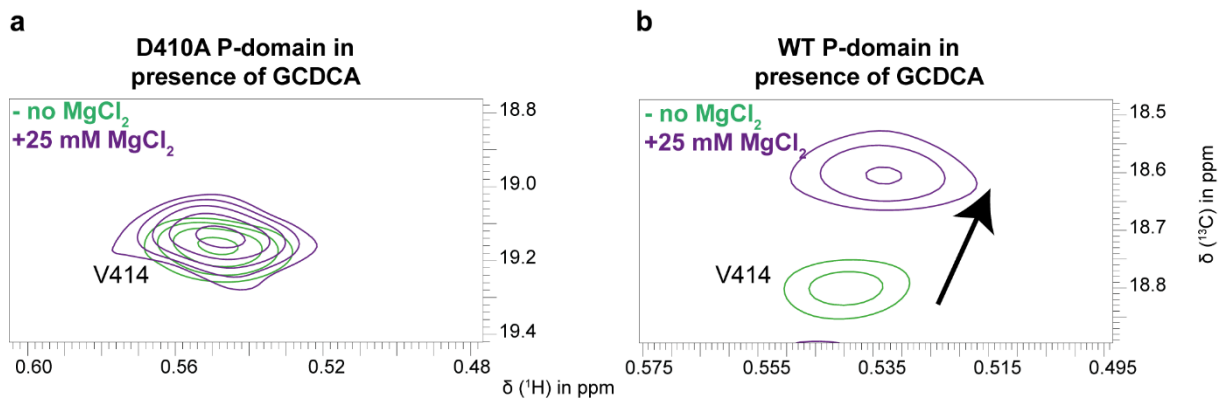 a
D410A P-domain in
presence of GCDCA
- no MgCl₂
+25 mM MgCl₂
V414
18.8
19.0
19.2
19.4
0.60
0.56
0.52
0.48
δ (¹H) in ppm
b
WT P-domain in
presence of GCDCA
- no MgCl₂
+25 mM MgCl₂
V414
18.5
18.6
18.7
18.8
δ (¹³C) in ppm
0.575
0.555
0.535
0.515
0.495